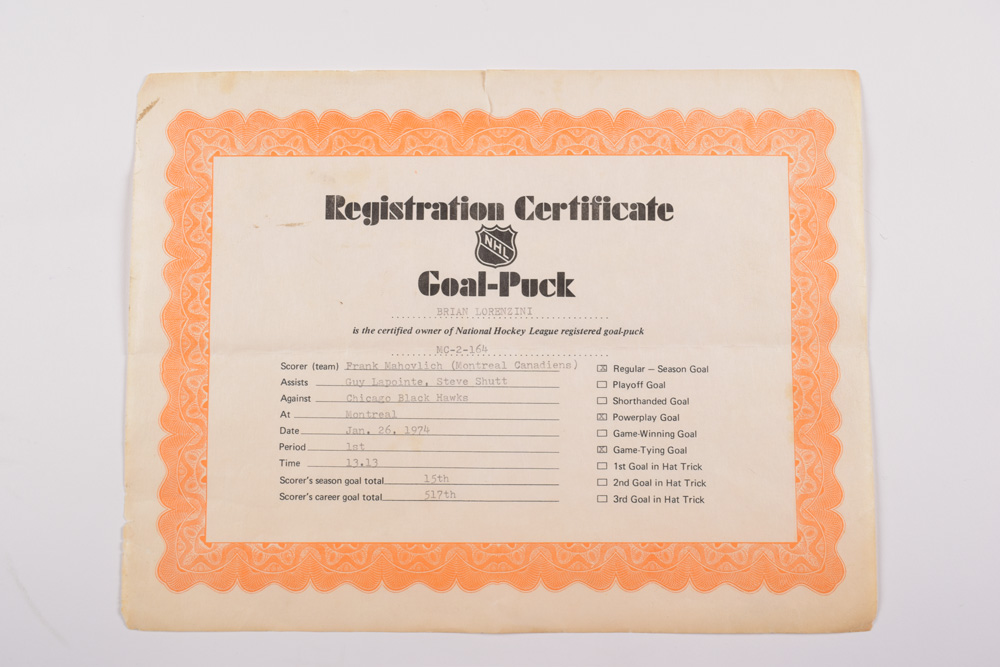 Registration Certificate
NHL
Goal-Puck
BRIAN LORENZINI
is the certified owner of National Hockey League registered goal-puck
MC-2-164
Scorer (team) Frank Mahovlich (Montreal Canadiens)
Assists Guy Lapointe, Steve Shutt
Against Chicago Black Hawks
At Montreal
Date Jan. 26, 1974
Period 1st
Time 13.13
Scorer's season goal total 15th
Scorer's career goal total 517th
☒ Regular – Season Goal
☐ Playoff Goal
☐ Shorthanded Goal
☒ Powerplay Goal
☐ Game-Winning Goal
☒ Game-Tying Goal
☐ 1st Goal in Hat Trick
☐ 2nd Goal in Hat Trick
☐ 3rd Goal in Hat Trick